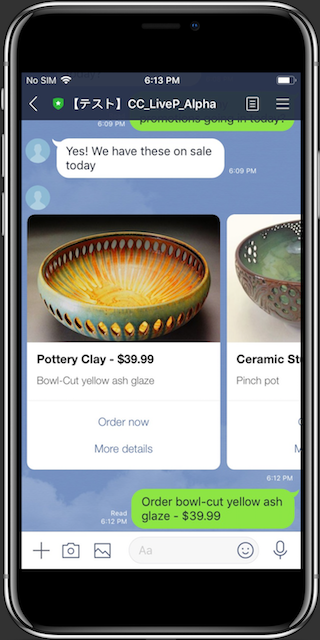 No SIM 6:13 PM
【テスト】CC_LiveP_Alpha
promotions going in today?
6:09 PM
Yes! We have these on sale
today
6:09 PM
Pottery Clay - $39.99
Bowl-Cut yellow ash glaze
Order now
More details
Ceramic
Pinch pot
6:12 PM
Order bowl-cut yellow ash
glaze - $39.99
Read
6:12 PM
Aa